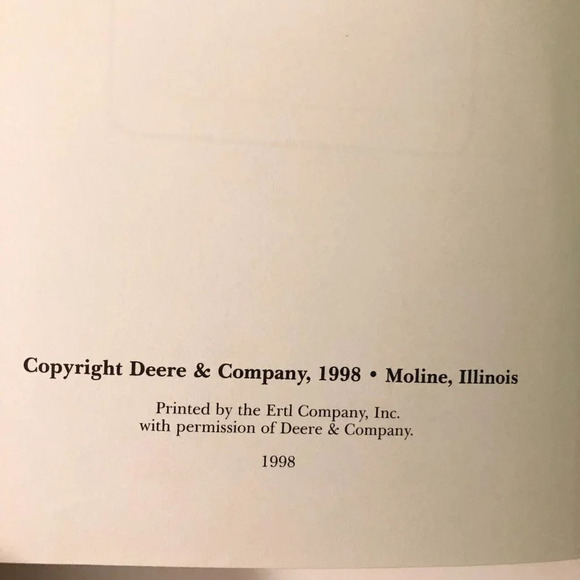 Copyright Deere & Company, 1998 • Moline, Illinois
Printed by the Ertl Company, Inc.
with permission of Deere & Company.
1998